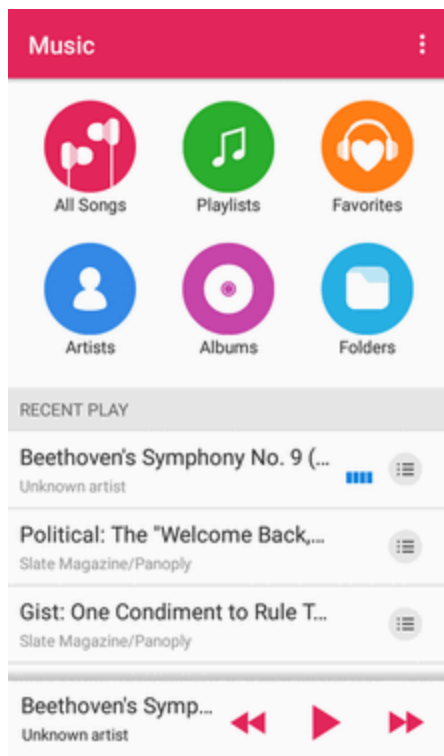 Music
All Songs Playlists Favorites
Artists Albums Folders
RECENT PLAY
Beethoven's Symphony No. 9 (...
Unknown artist
Political: The "Welcome Back,...
Slate Magazine/Panoply
Gist: One Condiment to Rule T...
Slate Magazine/Panoply
Beethoven's Symp...
Unknown artist